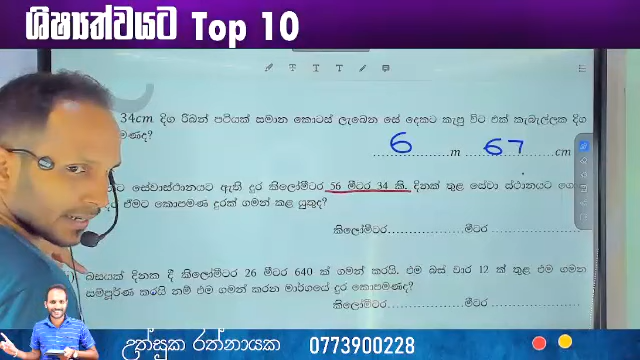 ශිෂ්‍යත්වයට Top 10
34cm දිග රිබන් පටියක් සමාන කොටස් ලැබෙන සේ දෙකට කැපූ විට එක් කැබැල්ලක දිග
6 m 67 cm
සේවාස්ථානයට ඇති දුර කිලෝමීටර 56 මීටර 34 කි. දිනක් තුළ සේවා ස්ථානයට
ඒමට කොපමණ දුරක් ගමන් කළ යුතුද?
කිලෝමීටර....................මීටර ......................
බසයක් දිනක දී කිලෝමීටර 26 මීටර 640 ක් ගමන් කරයි. එම බස් වාර 12 ක් තුළ එම ගමන
සම්පූර්ණ කරයි නම් එම ගමන් කරන මාර්ගයේ දුර කොපමණද?
කිලෝමීටර....................මීටර ......................
උත්සුක රත්නායක 0773900228